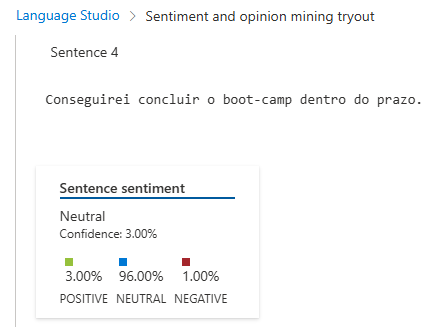 Language Studio > Sentiment and opinion mining tryout
Sentence 4
Conseguirei concluir o boot-camp dentro do prazo.
Sentence sentiment
Neutral
Confidence: 3.00%
3.00% 96.00% 1.00%
POSITIVE NEUTRAL NEGATIVE